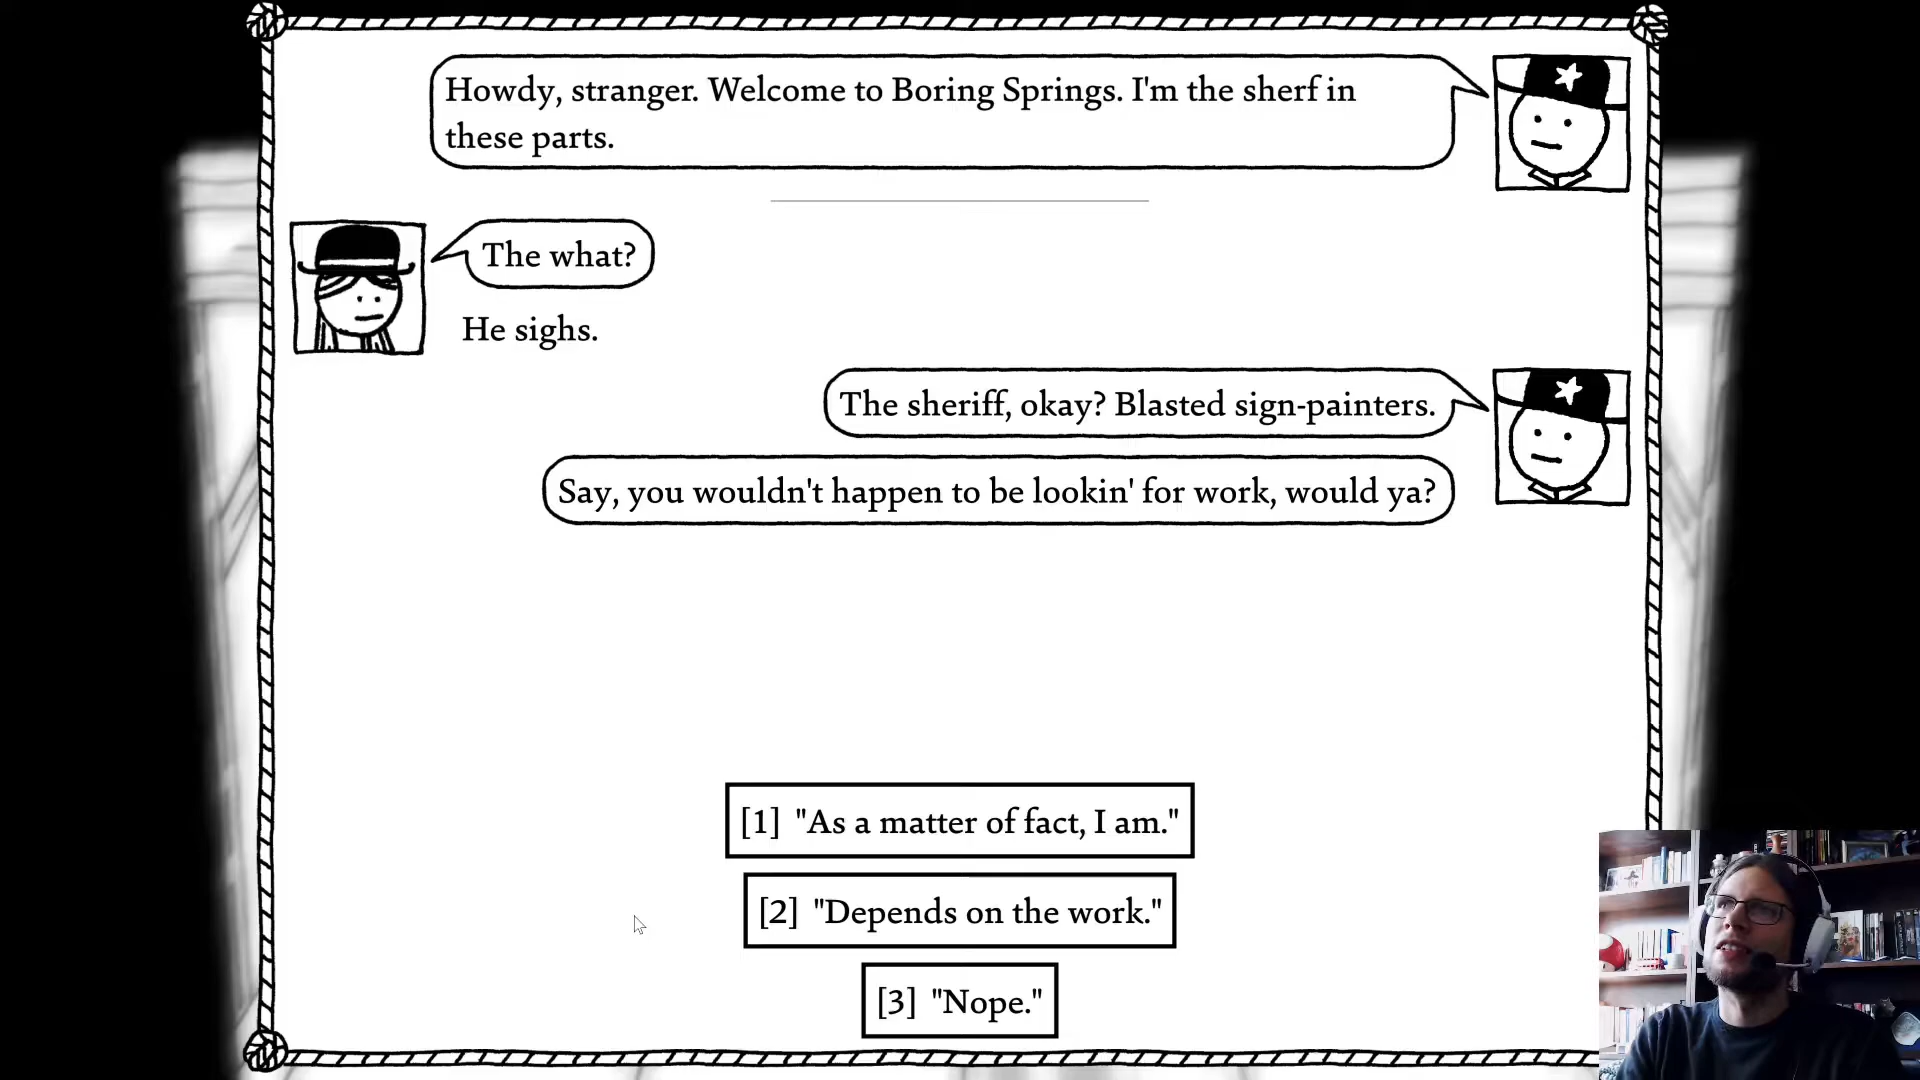 Howdy, stranger. Welcome to Boring Springs. I'm the sherf in
these parts.
The what?
He sighs.
The sheriff, okay? Blasted sign-painters.
Say, you wouldn't happen to be lookin' for work, would ya?
[1] "As a matter of fact, I am."
[2] "Depends on the work."
[3] "Nope."